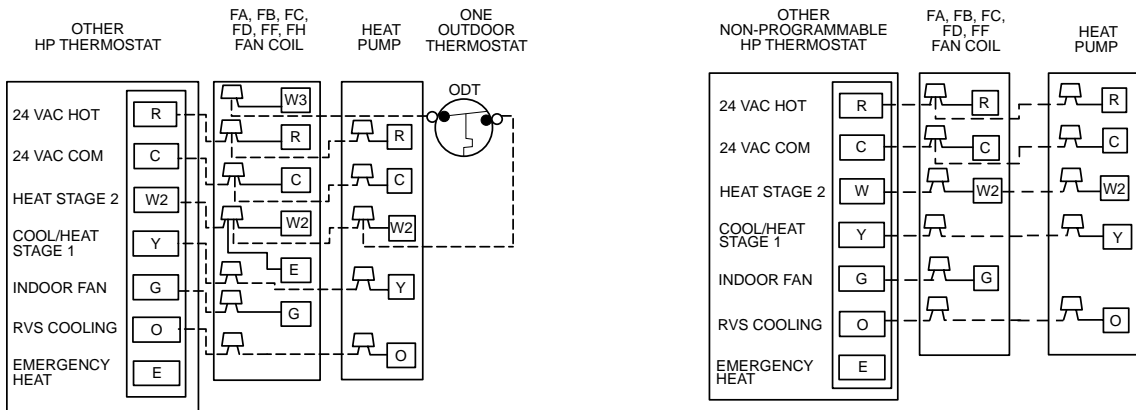 OTHER
HP THERMOSTAT
FA, FB, FC,
FD, FF, FH
FAN COIL
HEAT
PUMP
ONE
OUTDOOR
THERMOSTAT
24 VAC HOT
R
24 VAC COM
C
HEAT STAGE 2
W2
COOL/HEAT
STAGE 1
Y
INDOOR FAN
G
RVS COOLING
O
EMERGENCY
HEAT
E
W3
R
C
W2
E
G
R
C
W2
Y
O
ODT
OTHER
NON-PROGRAMMABLE
HP THERMOSTAT
FA, FB, FC,
FD, FF
FAN COIL
HEAT
PUMP
24 VAC HOT
R
24 VAC COM
C
HEAT STAGE 2
W
COOL/HEAT
STAGE 1
Y
INDOOR FAN
G
RVS COOLING
O
EMERGENCY
HEAT
E
R
C
W2
G
R
C
W2
Y
O